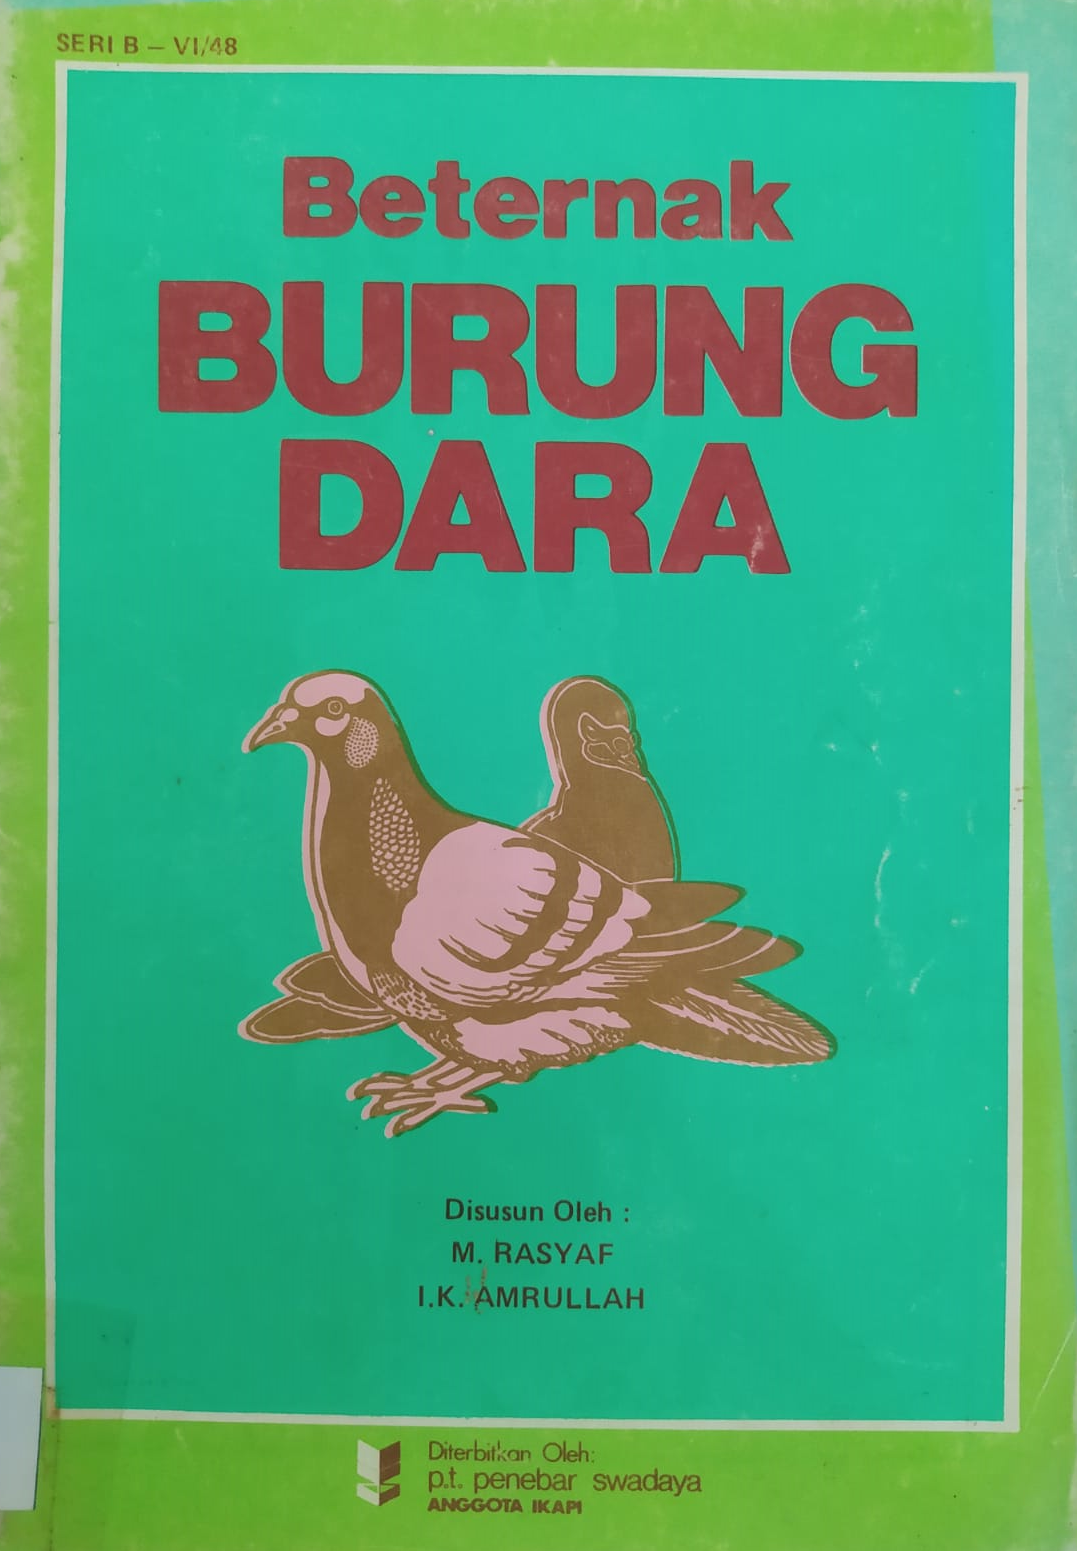 SERI B – VI/48
Beternak
BURUNG
DARA
Disusun Oleh :
M. RASYAF
I.K. AMRULLAH
Diterbitkan Oleh:
p.t. penebar swadaya
ANGGOTA IKAPI